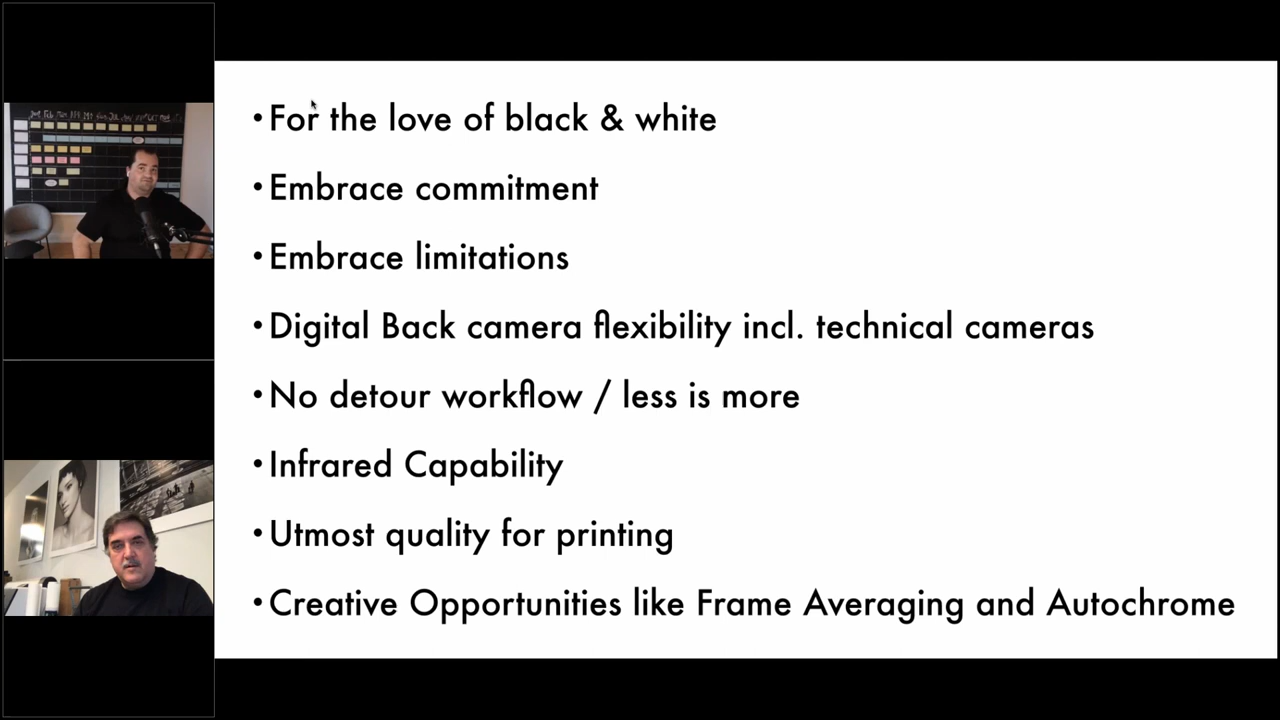 • For the love of black & white
• Embrace commitment
• Embrace limitations
• Digital Back camera flexibility incl. technical cameras
• No detour workflow / less is more
• Infrared Capability
• Utmost quality for printing
• Creative Opportunities like Frame Averaging and Autochrome